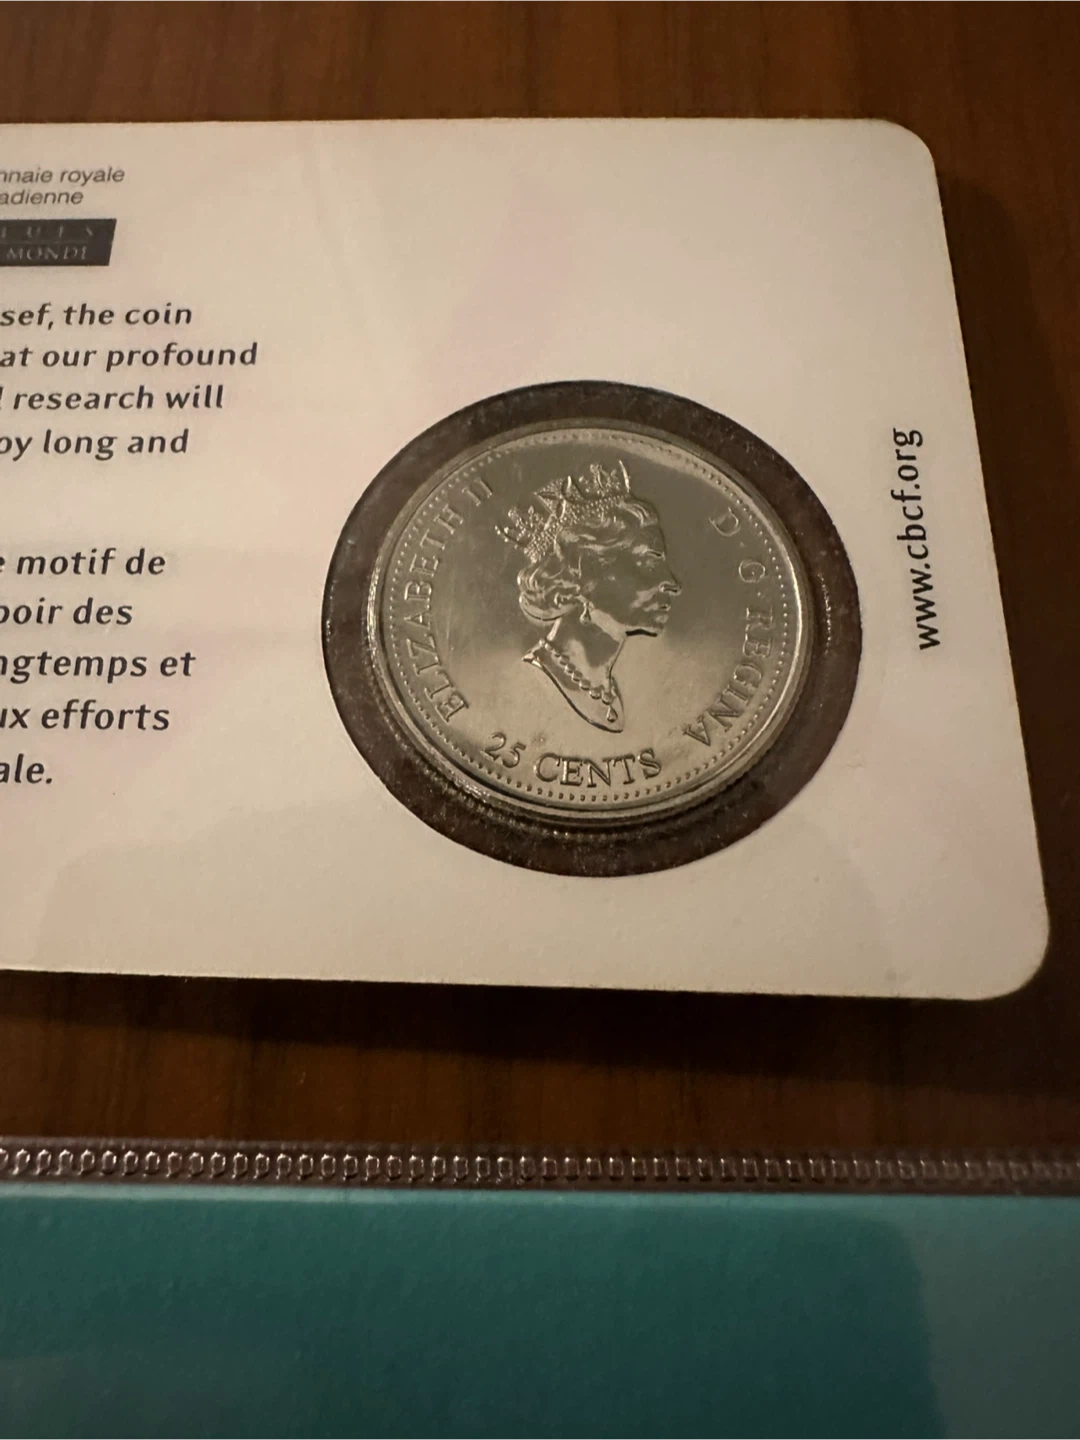 nnaie royale
adienne
MONDE
sef, the coin
at our profound
research will
oy long and
motif de
poir des
ngtemps et
ux efforts
ale.
ELIZABETH II
D·G·REGINA
25 CENTS
www.cbcf.org